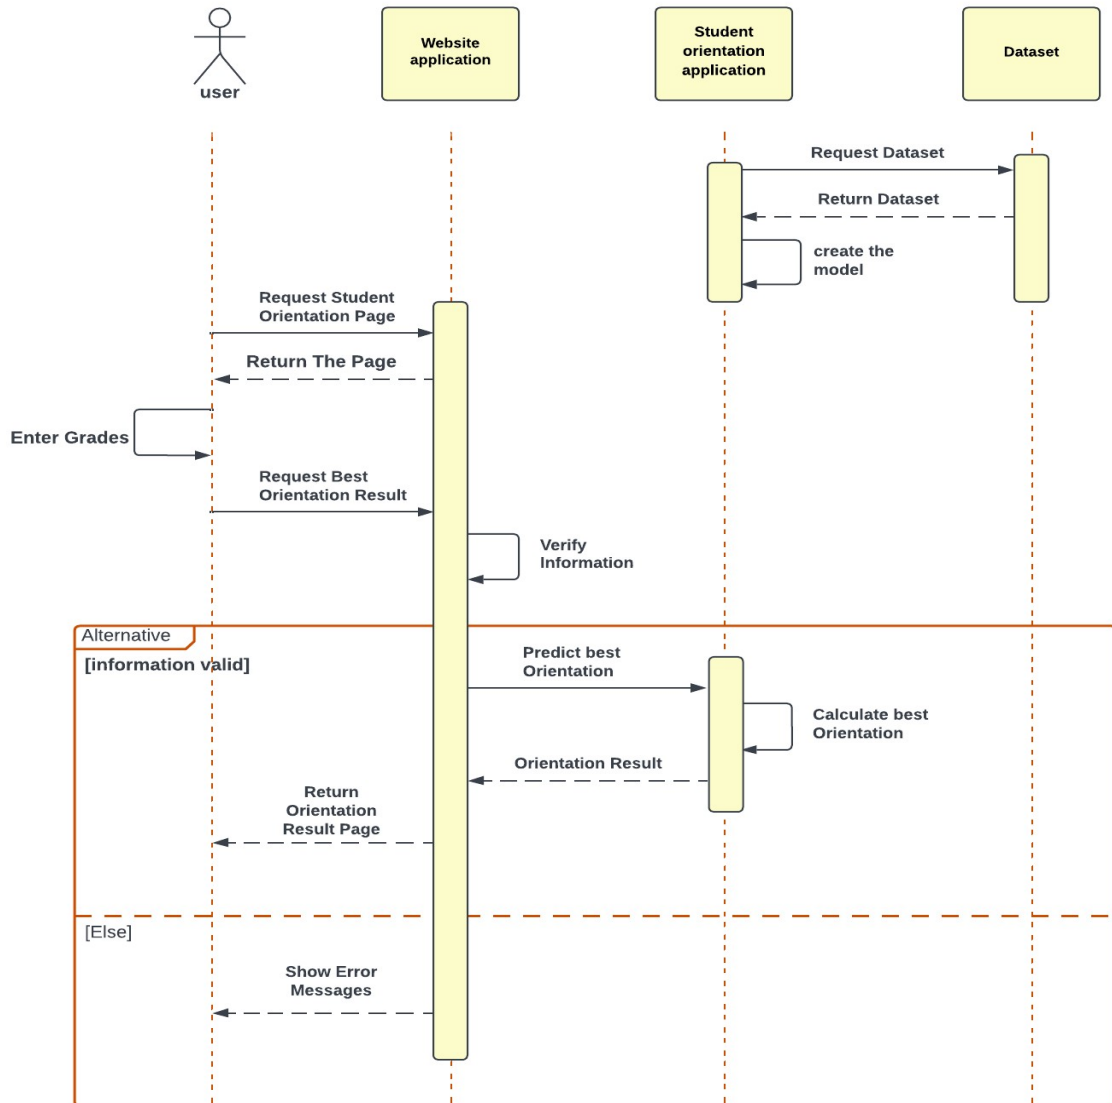 user
Website
application
Student
orientation
application
Dataset
Request Dataset
Return Dataset
create the
model
Request Student
Orientation Page
Return The Page
Enter Grades
Request Best
Orientation Result
Verify
Information
Alternative
[information valid]
Predict best
Orientation
Calculate best
Orientation
Orientation Result
Return
Orientation
Result Page
[Else]
Show Error
Messages